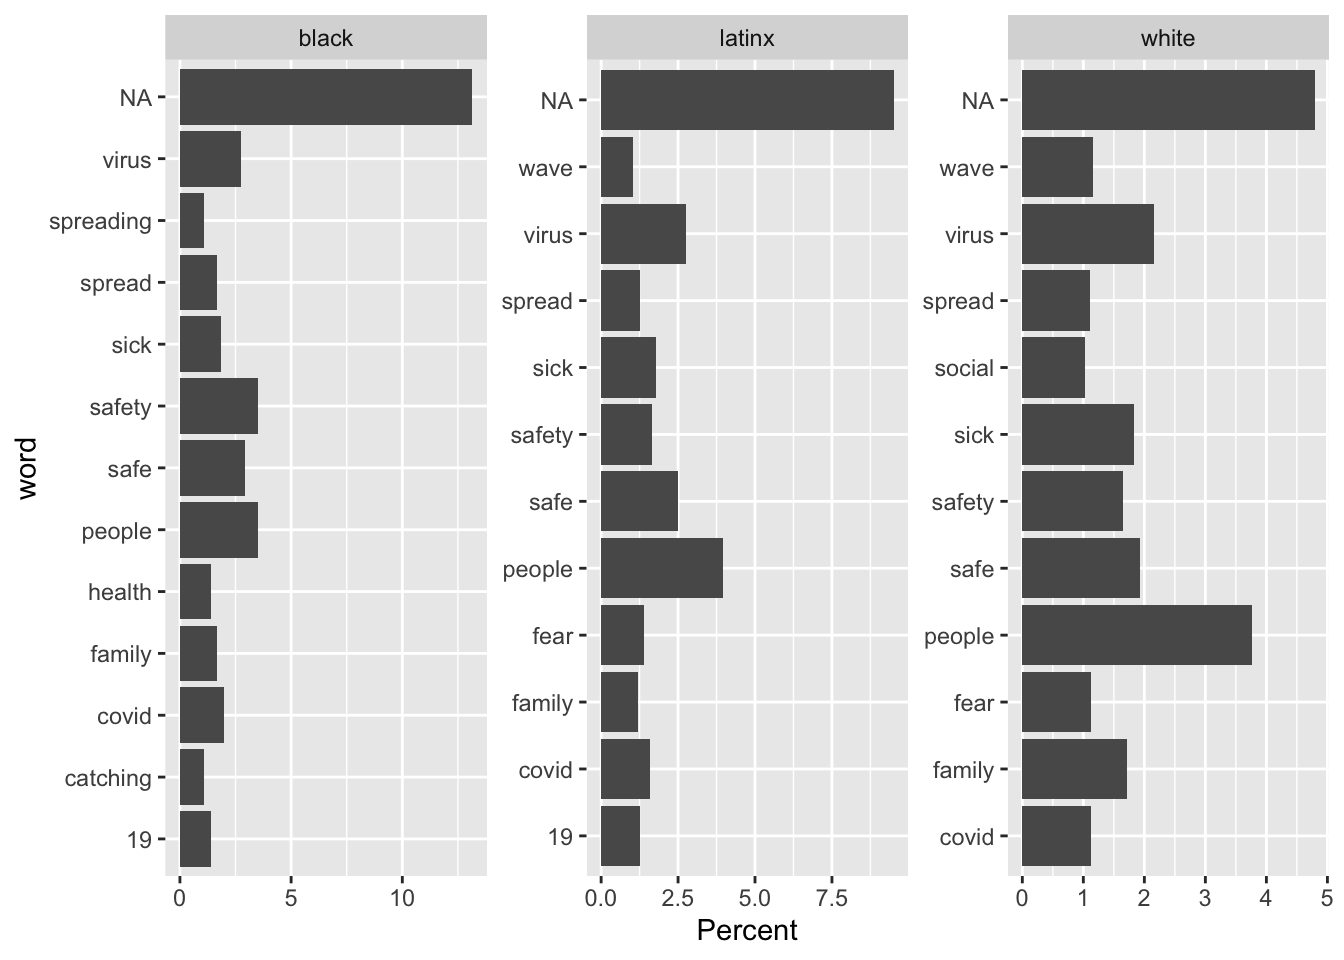 black
latinx
white
word
NA
virus
spreading
spread
sick
safety
safe
people
health
family
covid
catching
19
0
5
10
NA
wave
virus
spread
sick
safety
safe
people
fear
family
covid
19
0.0
2.5
5.0
7.5
NA
wave
virus
spread
social
sick
safety
safe
people
fear
family
covid
0
1
2
3
4
5
Percent